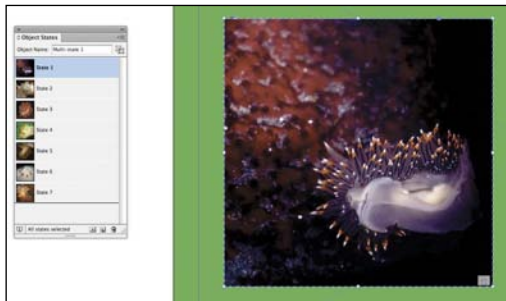 Object States
Object Name: Multi-state 1
State 1
State 2
State 3
State 4
State 5
State 6
State 7
All states selected